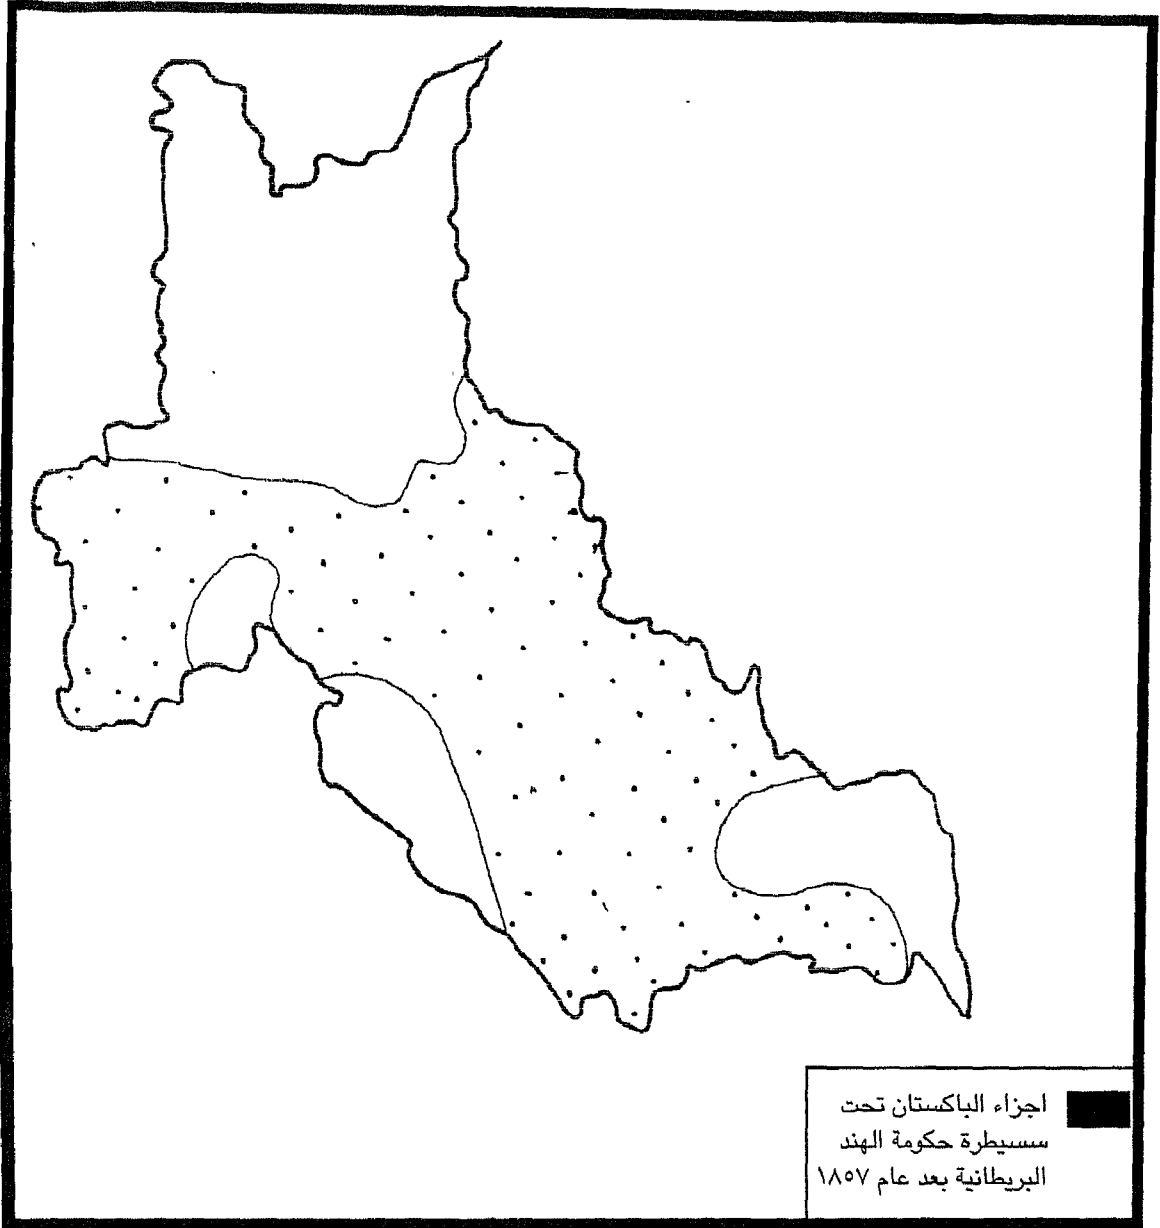 اجزاء الباكستان تحت
سسيطرة حكومة الهند
البريطانية بعد عام ١٨٥٧